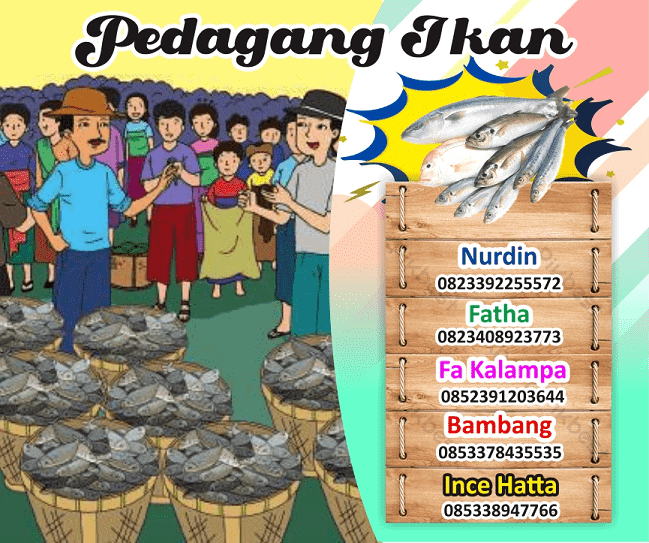 Pedagang Ikan
Nurdin
0823392255572
Fatha
0823408923773
Fa Kalampa
0852391203644
Bambang
0853378435535
Ince Hatta
085338947766